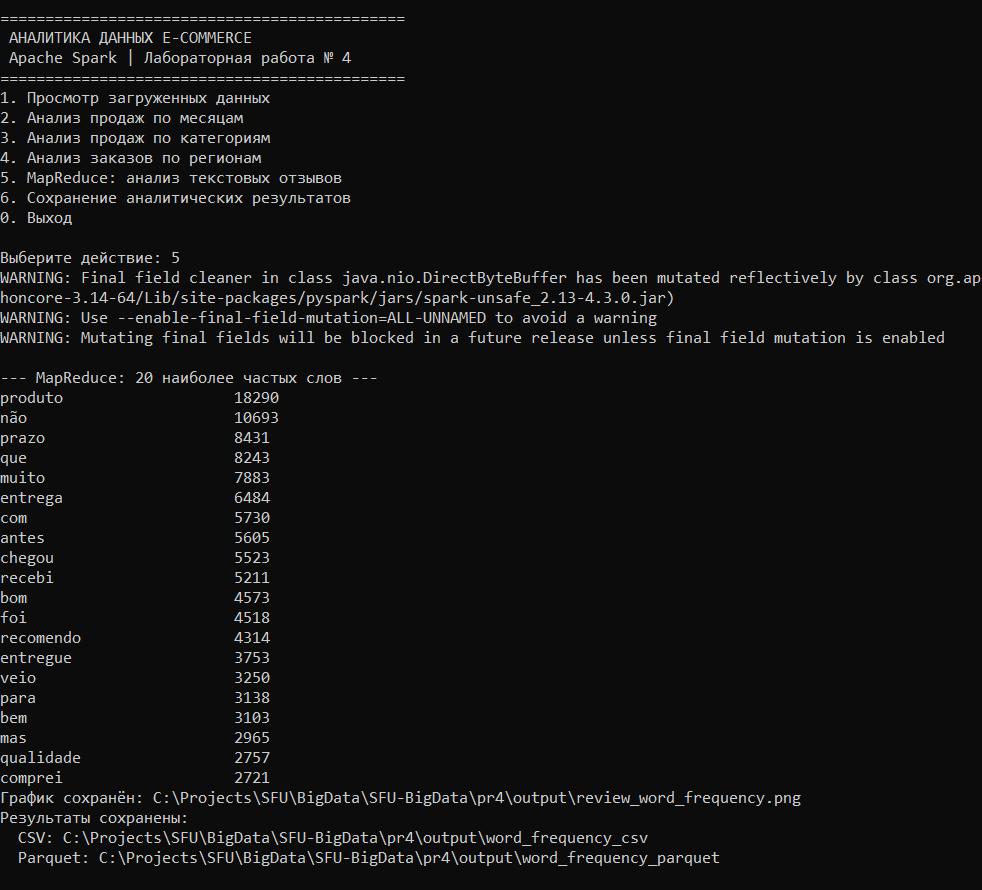 =============================================
АНАЛИТИКА ДАННЫХ E-COMMERCE
Apache Spark | Лабораторная работа № 4
=============================================
1. Просмотр загруженных данных
2. Анализ продаж по месяцам
3. Анализ продаж по категориям
4. Анализ заказов по регионам
5. MapReduce: анализ текстовых отзывов
6. Сохранение аналитических результатов
0. Выход
Выберите действие: 5
WARNING: Final field cleaner in class java.nio.DirectByteBuffer has been mutated reflectively by class org.ap
honcore-3.14-64/Lib/site-packages/pyspark/jars/spark-unsafe_2.13-4.3.0.jar)
WARNING: Use --enable-final-field-mutation=ALL-UNNAMED to avoid a warning
WARNING: Mutating final fields will be blocked in a future release unless final field mutation is enabled
--- MapReduce: 20 наиболее частых слов ---
produto 18290
não 10693
prazo 8431
que 8243
muito 7883
entrega 6484
com 5730
antes 5605
chegou 5523
recebi 5211
bom 4573
foi 4518
recomendo 4314
entregue 3753
veio 3250
para 3138
bem 3103
mas 2965
qualidade 2757
comprei 2721
График сохранён: C:\Projects\SFU\BigData\SFU-BigData\pr4\output\review_word_frequency.png
Результаты сохранены:
CSV: C:\Projects\SFU\BigData\SFU-BigData\pr4\output\word_frequency_csv
Parquet: C:\Projects\SFU\BigData\SFU-BigData\pr4\output\word_frequency_parquet